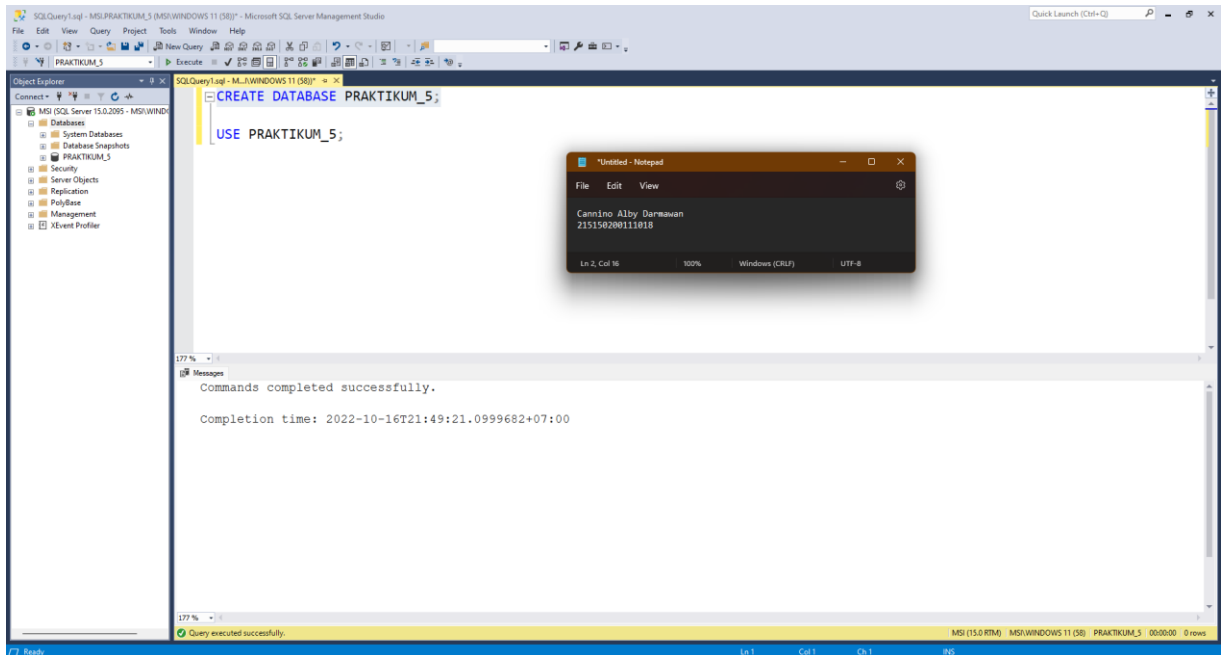 SQLQuery1.sql - MSI.PRAKTIKUM_5 (MSI\WINDOWS 11 (58))* - Microsoft SQL Server Management Studio
Quick Launch (Ctrl+Q)
File Edit View Query Project Tools Window Help
New Query
PRAKTIKUM_5
Execute
Object Explorer
SQLQuery1.sql - M...I\WINDOWS 11 (58))*
Connect
MSI (SQL Server 15.0.2095 - MSI\WINDO
Databases
System Databases
Database Snapshots
PRAKTIKUM_5
Security
Server Objects
Replication
PolyBase
Management
XEvent Profiler
CREATE DATABASE PRAKTIKUM_5;
USE PRAKTIKUM_5;
*Untitled - Notepad
File Edit View
Cannino Alby Darmawan
215150200111018
Ln 2, Col 16 100% Windows (CRLF) UTF-8
177 %
Messages
Commands completed successfully.
Completion time: 2022-10-16T21:49:21.0999682+07:00
177 %
Query executed successfully.
MSI (15.0 RTM) MSI\WINDOWS 11 (58) PRAKTIKUM_5 00:00:00 0 rows
Ready Ln 1 Col 1 Ch 1 INS